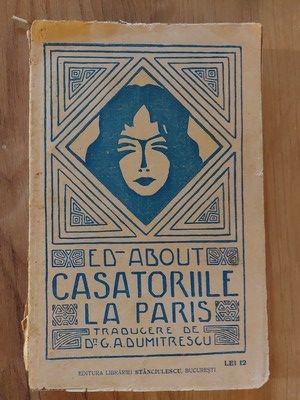 ED-ABOUT
CASATORIILE
LA PARIS
TRADUCERE DE
DR G.A.DUMITRESCU
LEI 12
EDITURA LIBRĂRIEI STĂNCIULESCU, BUCUREȘTI